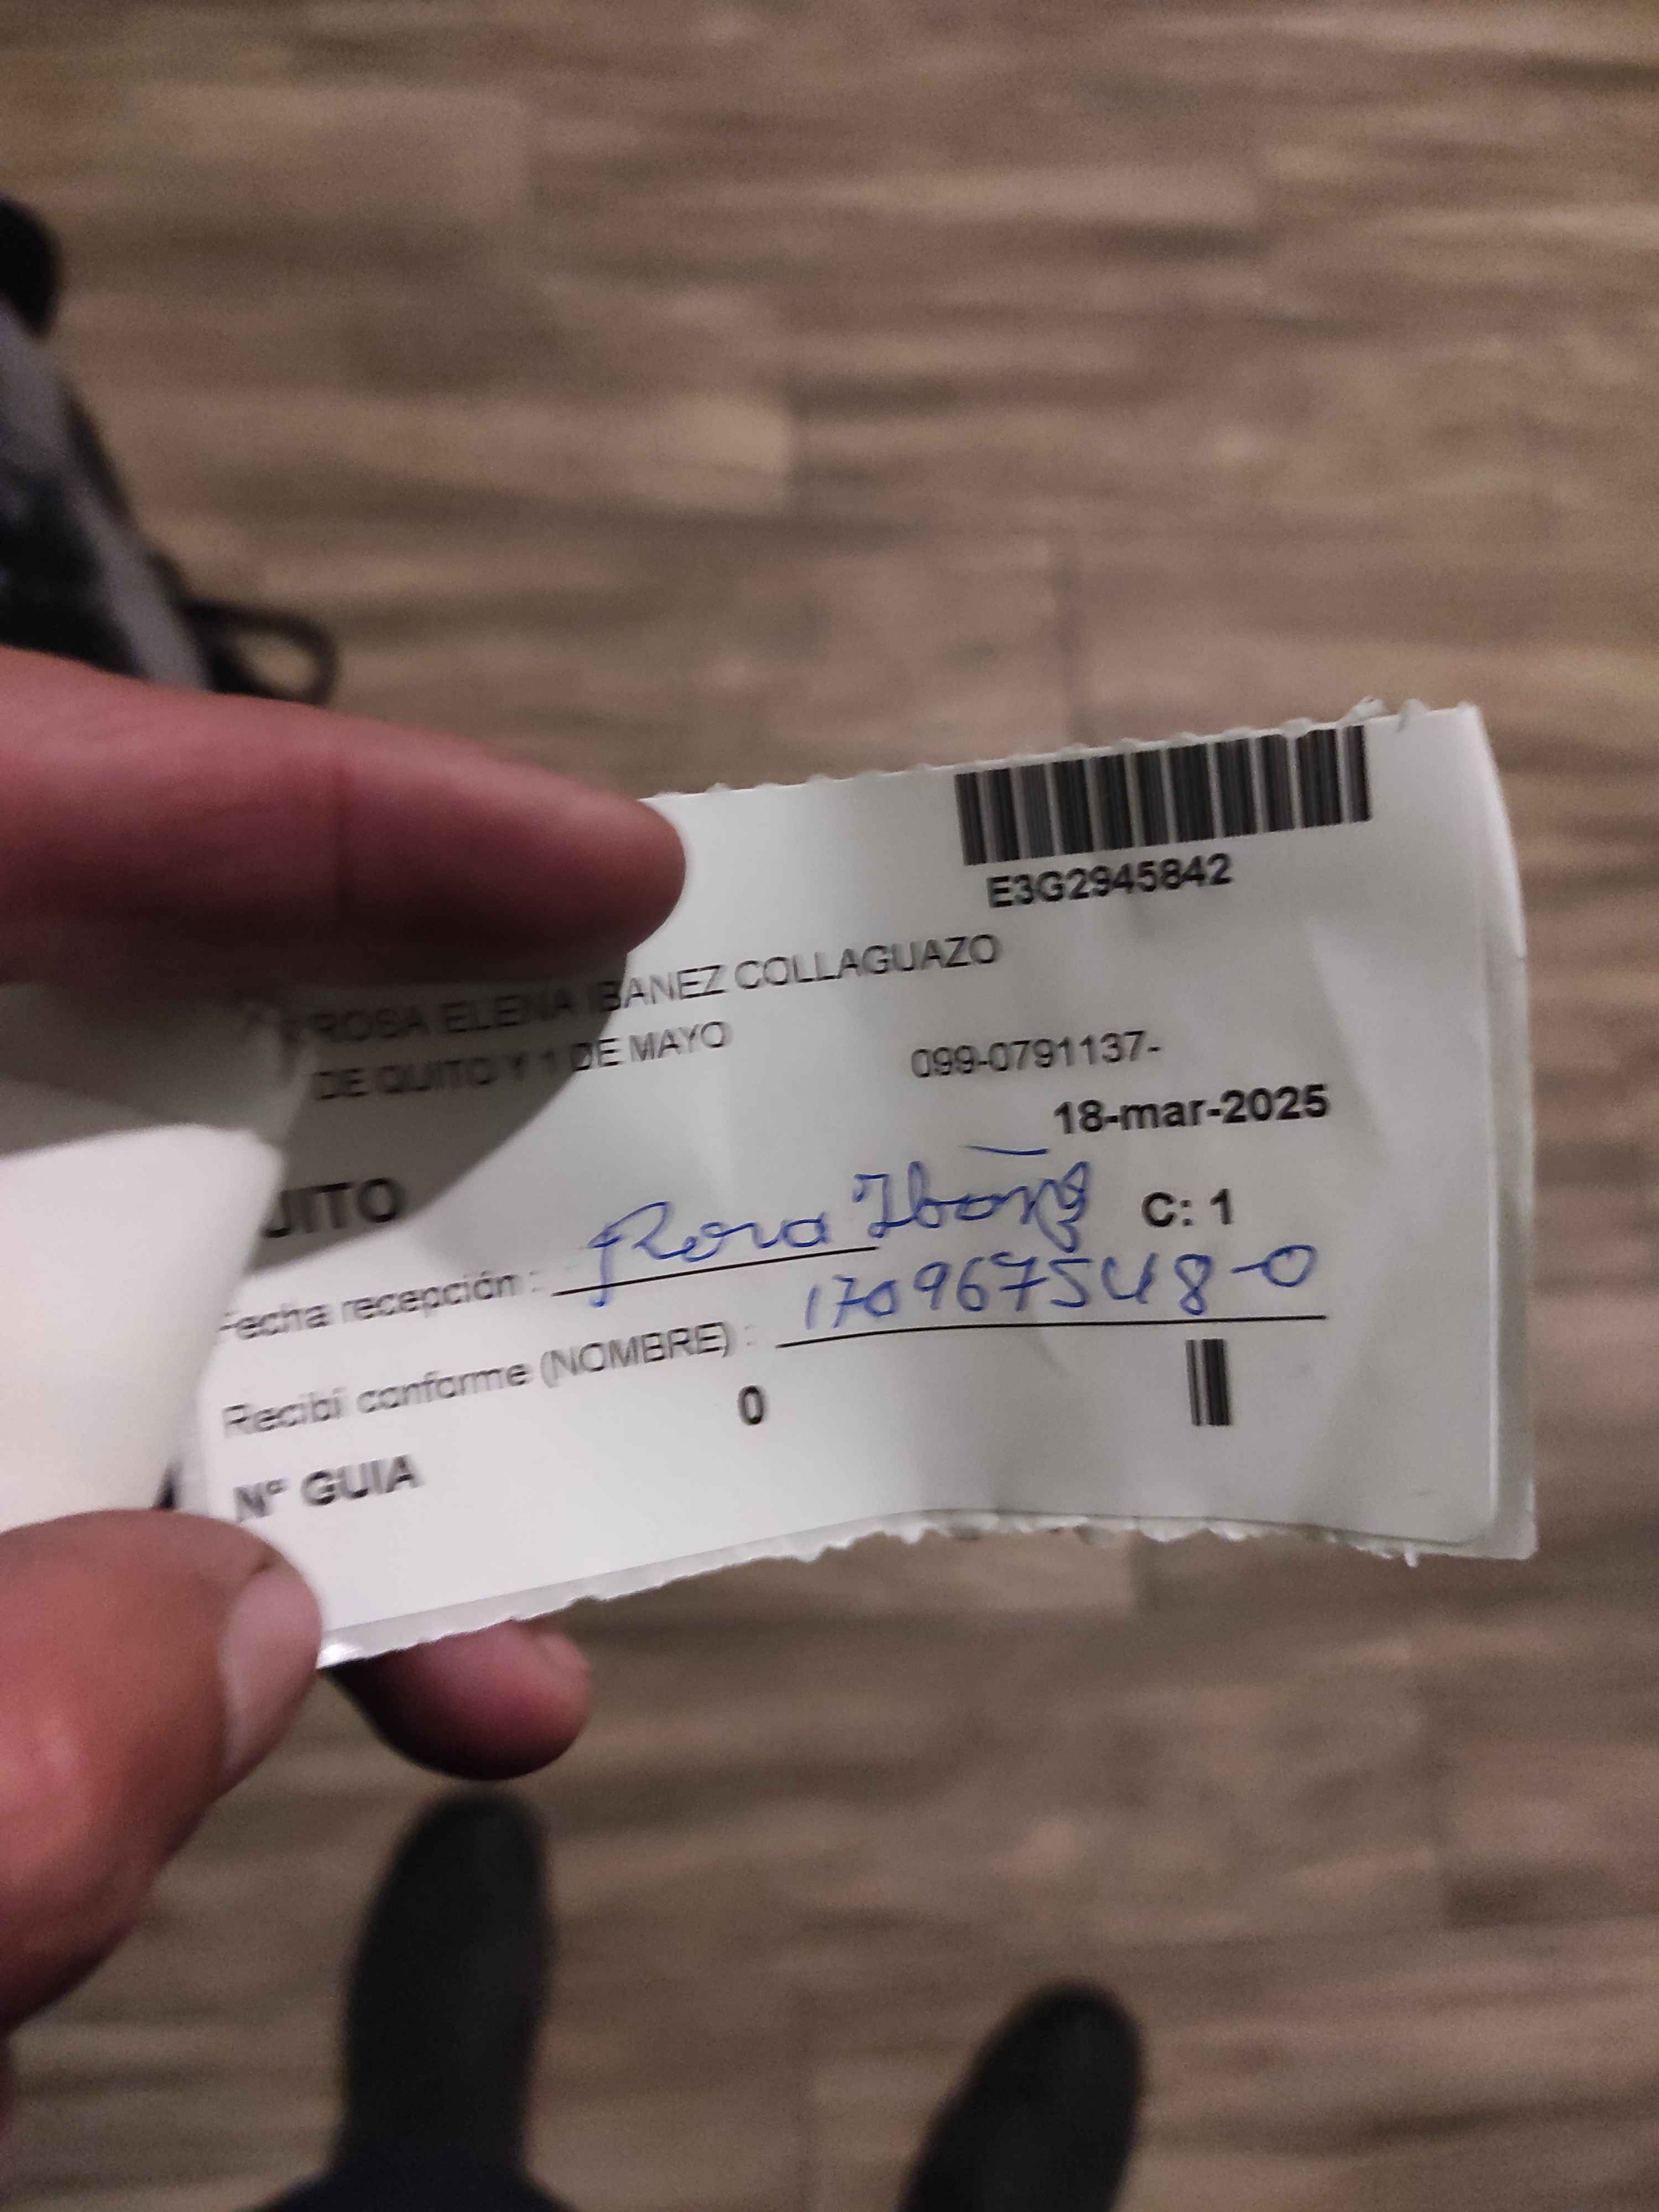 E3G2945842
ROSA ELENA IBANEZ COLLAGUAZO
DE QUITO Y 1 DE MAYO
099-0791137-
18-mar-2025
UITO
C: 1
Fecha recepción : Rosa Ibañez
Recibí conforme (NOMBRE) : 170967548-0
0
N° GUIA